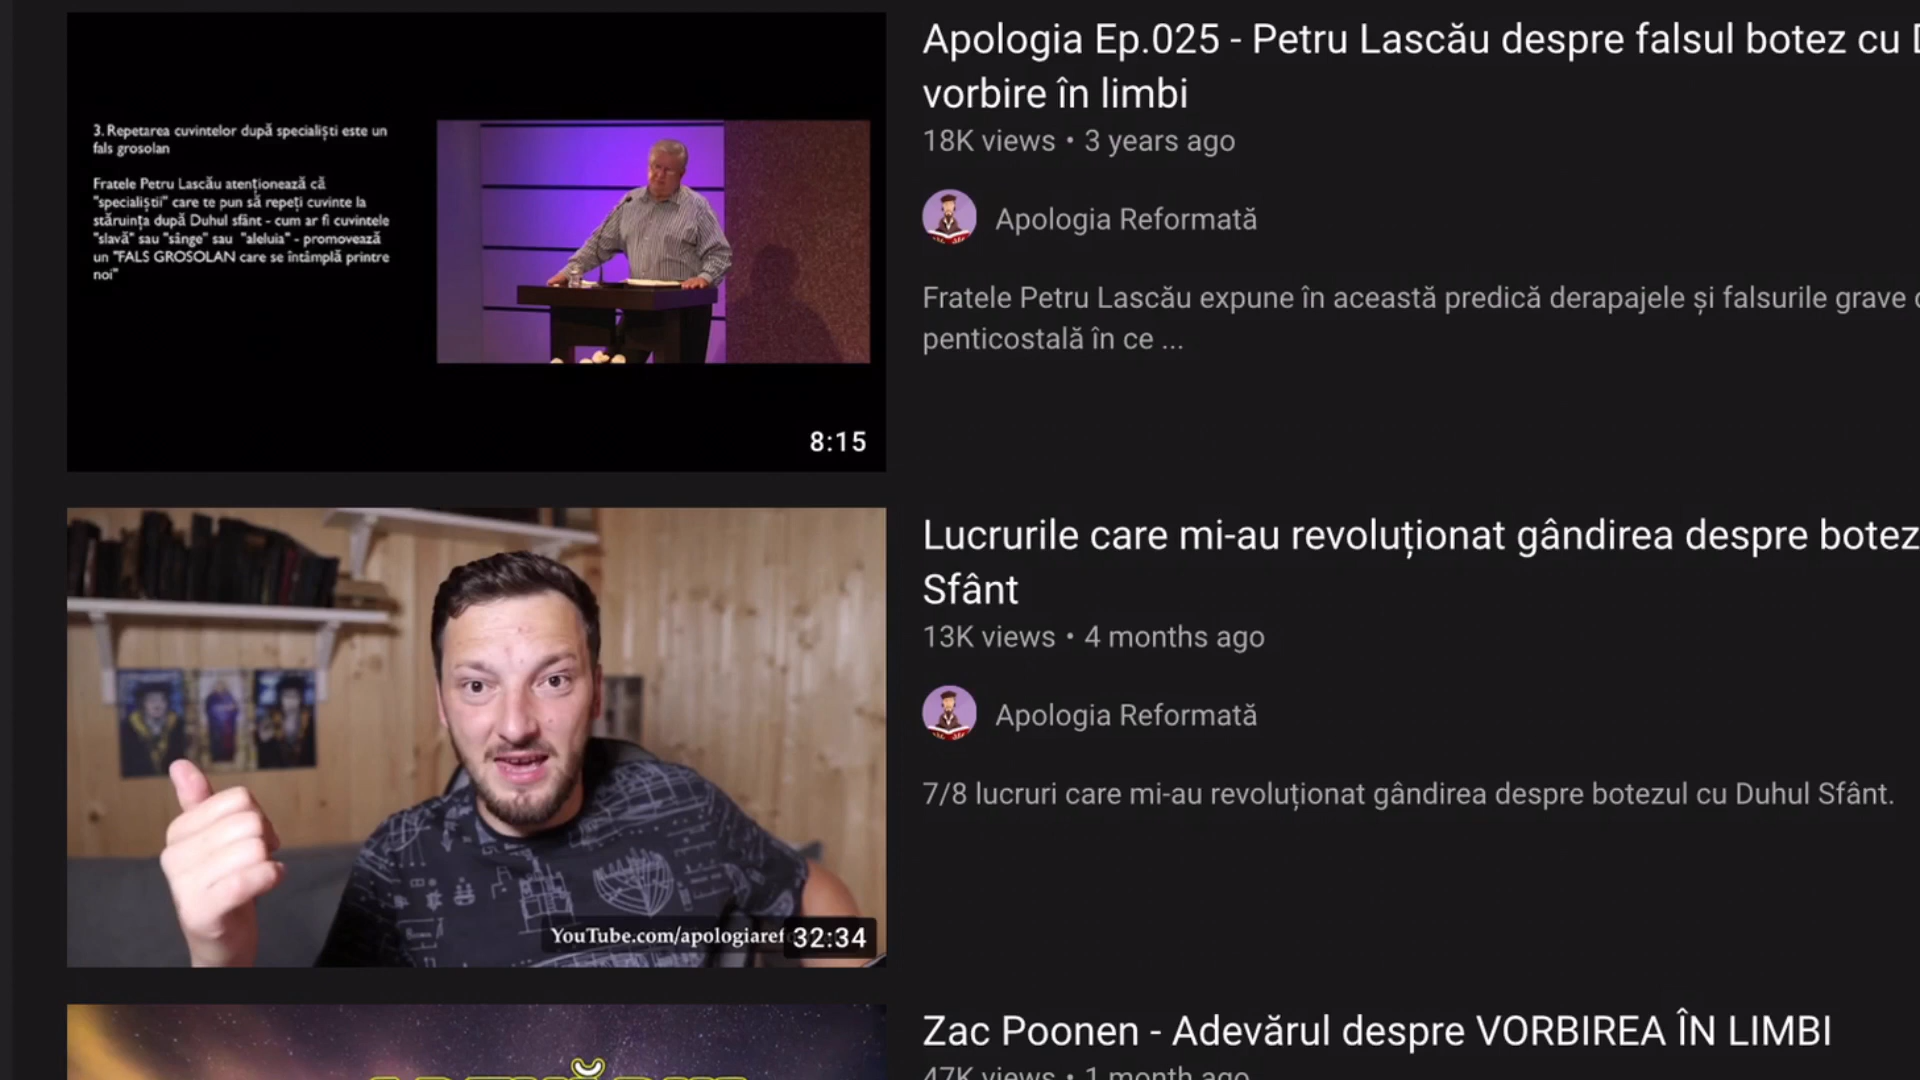 3. Repetarea cuvintelor după specialiști este un
fals grosolan
Fratele Petru Lascău atenționează că
"specialiștii" care te pun să repeți cuvinte la
stăruința după Duhul sfânt - cum ar fi cuvintele
"slavă" sau "sânge" sau "aleluia" - promovează
un "FALS GROSOLAN care se întâmplă printre
noi"
8:15
Apologia Ep.025 - Petru Lascău despre falsul botez cu
vorbire în limbi
18K views • 3 years ago
Apologia Reformată
Fratele Petru Lascău expune în această predică derapajele și falsurile grave
penticostală în ce ...
YouTube.com/apologiaref
32:34
Lucrurile care mi-au revoluționat gândirea despre botez
Sfânt
13K views • 4 months ago
Apologia Reformată
7/8 lucruri care mi-au revoluționat gândirea despre botezul cu Duhul Sfânt.
Zac Poonen - Adevărul despre VORBIREA ÎN LIMBI
47K views • 1 month ago